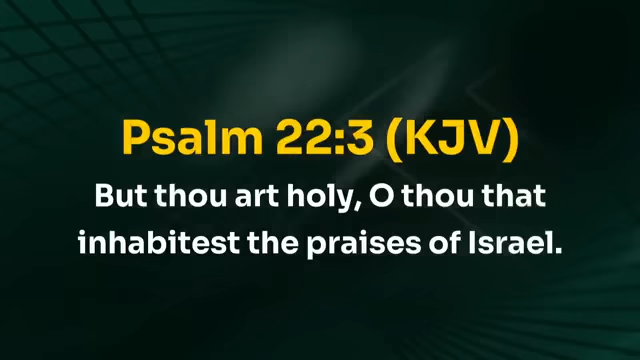 Psalm 22:3 (KJV)
But thou art holy, O thou that
inhabitest the praises of Israel.